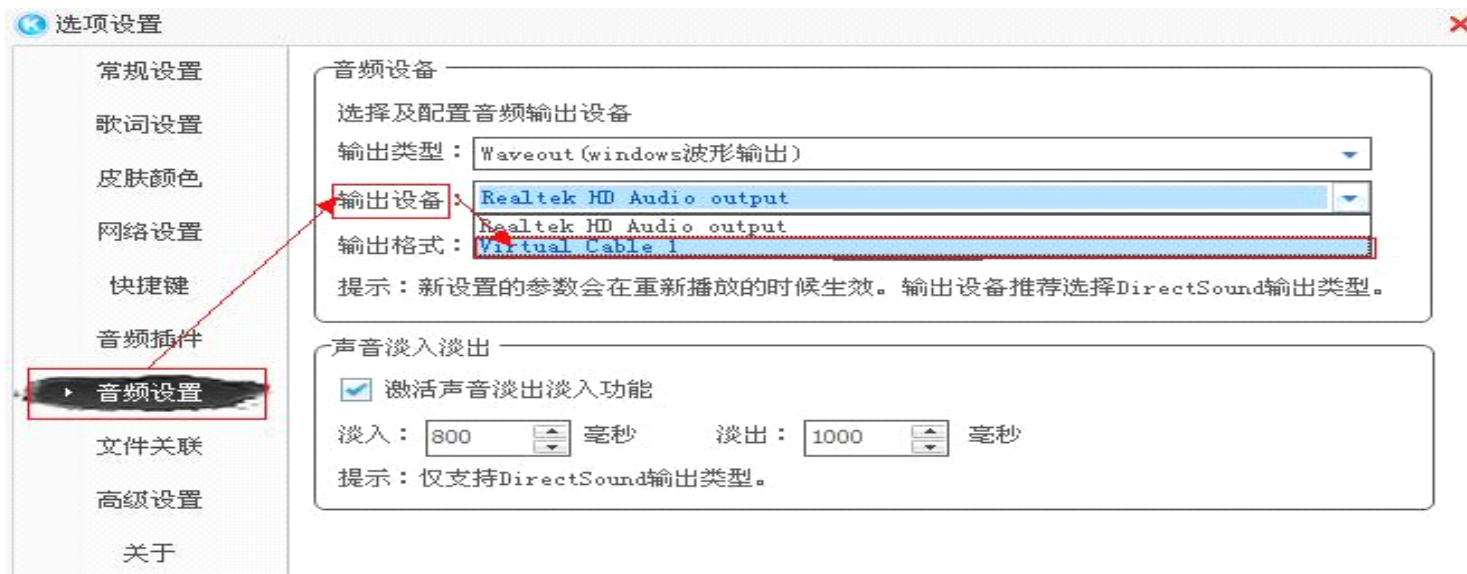 选项设置
常规设置
歌词设置
皮肤颜色
网络设置
快捷键
音频插件
音频设置
文件关联
高级设置
关于
音频设备
选择及配置音频输出设备
输出类型：Waveout(windows波形输出)
输出设备：Realtek HD Audio output
Realtek HD Audio output
输出格式：Virtual Cable 1
提示：新设置的参数会在重新播放的时候生效。输出设备推荐选择DirectSound输出类型。
声音淡入淡出
激活声音淡出淡入功能
淡入：800 毫秒 淡出：1000 毫秒
提示：仅支持DirectSound输出类型。